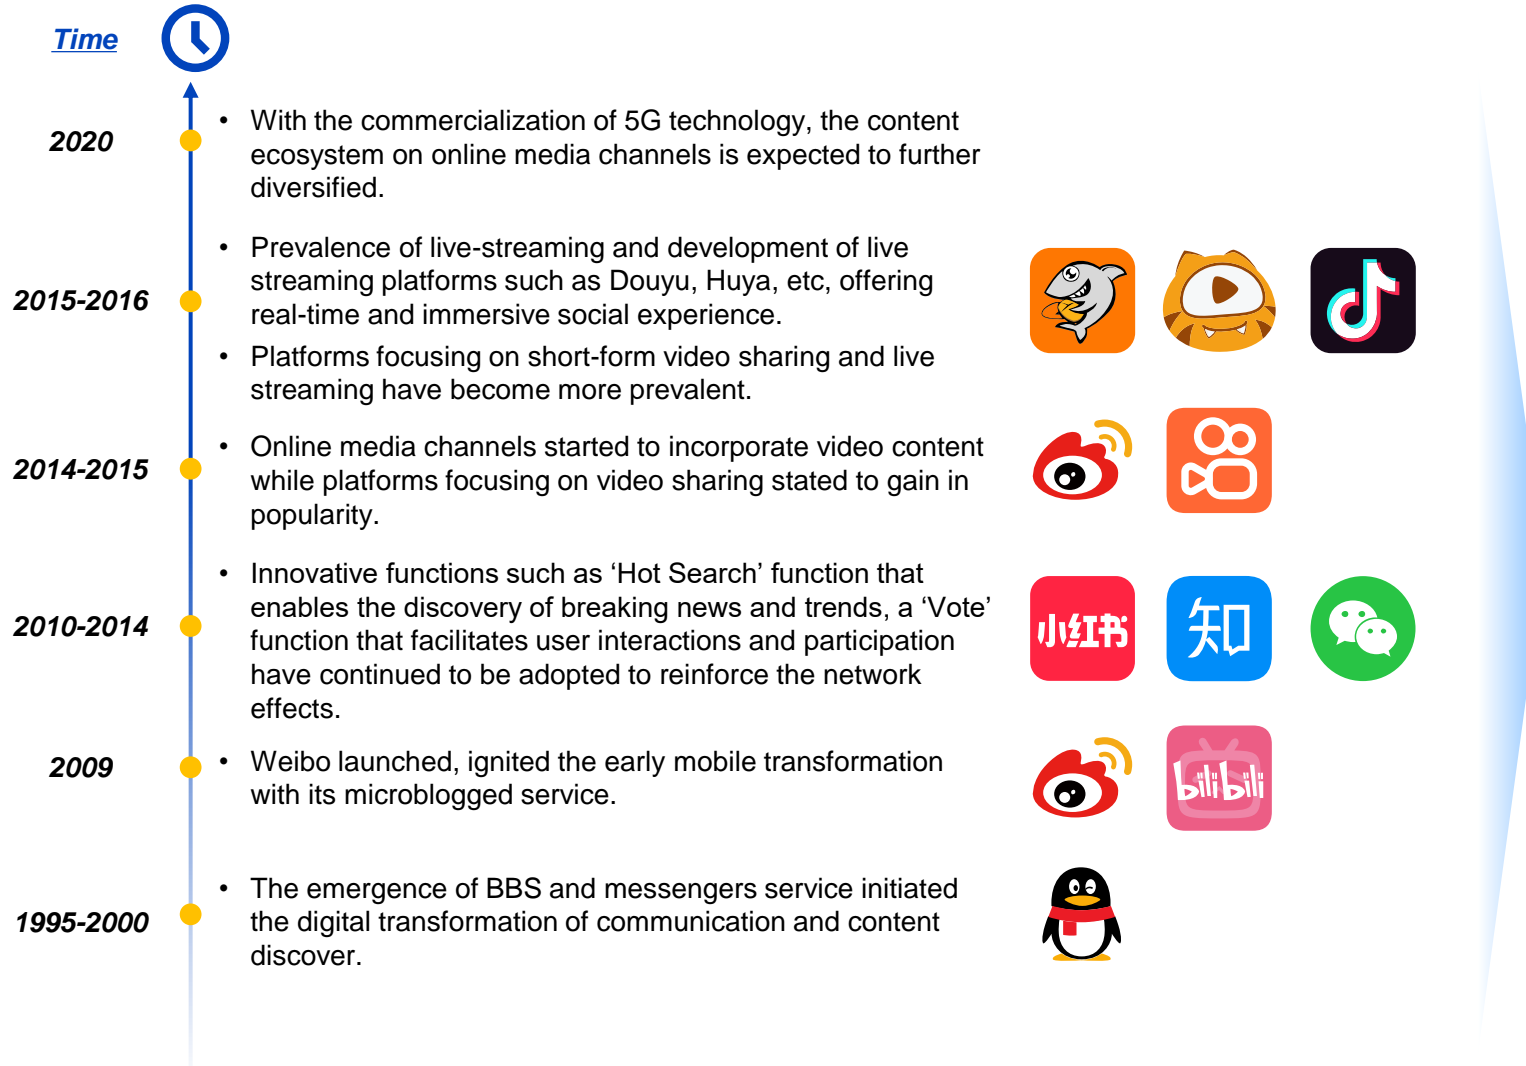 Time
2020
• With the commercialization of 5G technology, the content
ecosystem on online media channels is expected to further
diversified.
2015-2016
• Prevalence of live-streaming and development of live
streaming platforms such as Douyu, Huya, etc, offering
real-time and immersive social experience.
• Platforms focusing on short-form video sharing and live
streaming have become more prevalent.
2014-2015
• Online media channels started to incorporate video content
while platforms focusing on video sharing stated to gain in
popularity.
2010-2014
• Innovative functions such as ‘Hot Search’ function that
enables the discovery of breaking news and trends, a ‘Vote’
function that facilitates user interactions and participation
have continued to be adopted to reinforce the network
effects.
小红书
知
2009
• Weibo launched, ignited the early mobile transformation
with its microblogged service.
bilibili
1995-2000
• The emergence of BBS and messengers service initiated
the digital transformation of communication and content
discover.